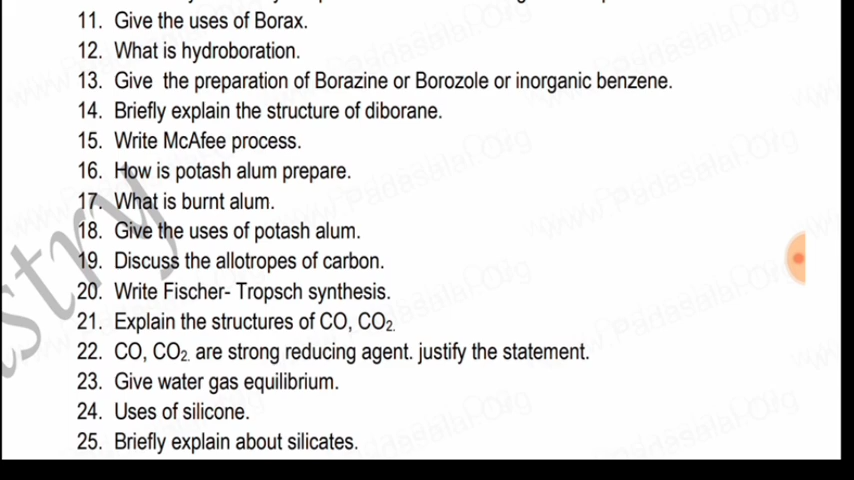 11. Give the uses of Borax.
12. What is hydroboration.
13. Give the preparation of Borazine or Borozole or inorganic benzene.
14. Briefly explain the structure of diborane.
15. Write McAfee process.
16. How is potash alum prepare.
17. What is burnt alum.
18. Give the uses of potash alum.
19. Discuss the allotropes of carbon.
20. Write Fischer- Tropsch synthesis.
21. Explain the structures of CO, CO₂.
22. CO, CO₂. are strong reducing agent. justify the statement.
23. Give water gas equilibrium.
24. Uses of silicone.
25. Briefly explain about silicates.
www.Padasalai.Org